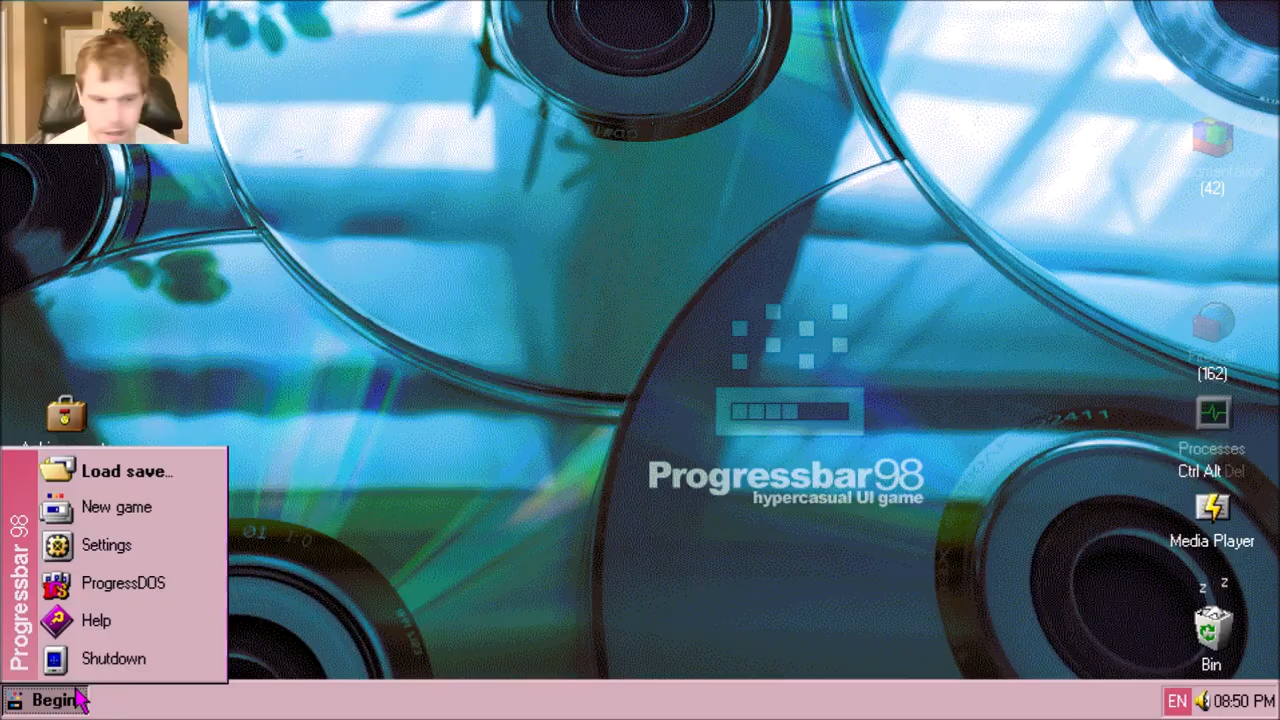 (42)
(162)
Processes
Ctrl Alt Del
Progressbar98
hypercasual UI game
Media Player
z z
Bin
Progressbar 98
Load save...
New game
Settings
ProgressDOS
Help
Shutdown
Begin
EN
08:50 PM